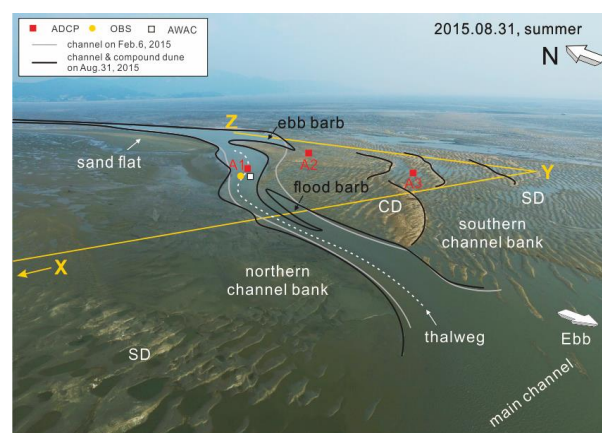 ADCP OBS AWAC
channel on Feb.6, 2015
channel & compound dune
on Aug.31, 2015
2015.08.31, summer
N
Z
ebb barb
sand flat
A1
A2
A3
Y
flood barb
CD
SD
southern
channel bank
X
northern
channel bank
Ebb
thalweg
SD
main channel